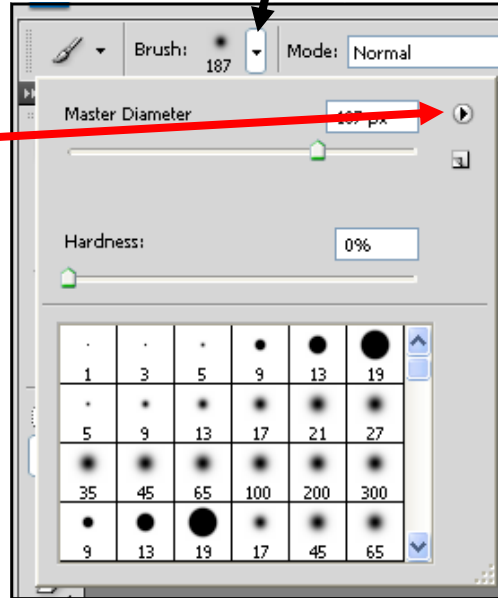 Brush: 187 Mode: Normal
Master Diameter 187 px
Hardness: 0%
1 3 5 9 13 19
5 9 13 17 21 27
35 45 65 100 200 300
9 13 19 17 45 65